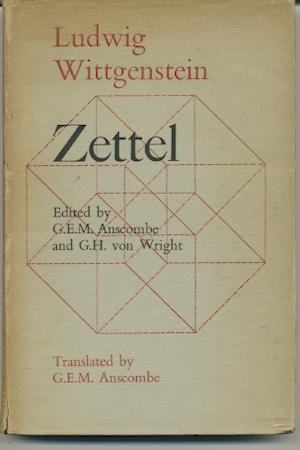 Ludwig
Wittgenstein
Zettel
Edited by
G.E.M. Anscombe
and G.H. von Wright
Translated by
G.E.M. Anscombe